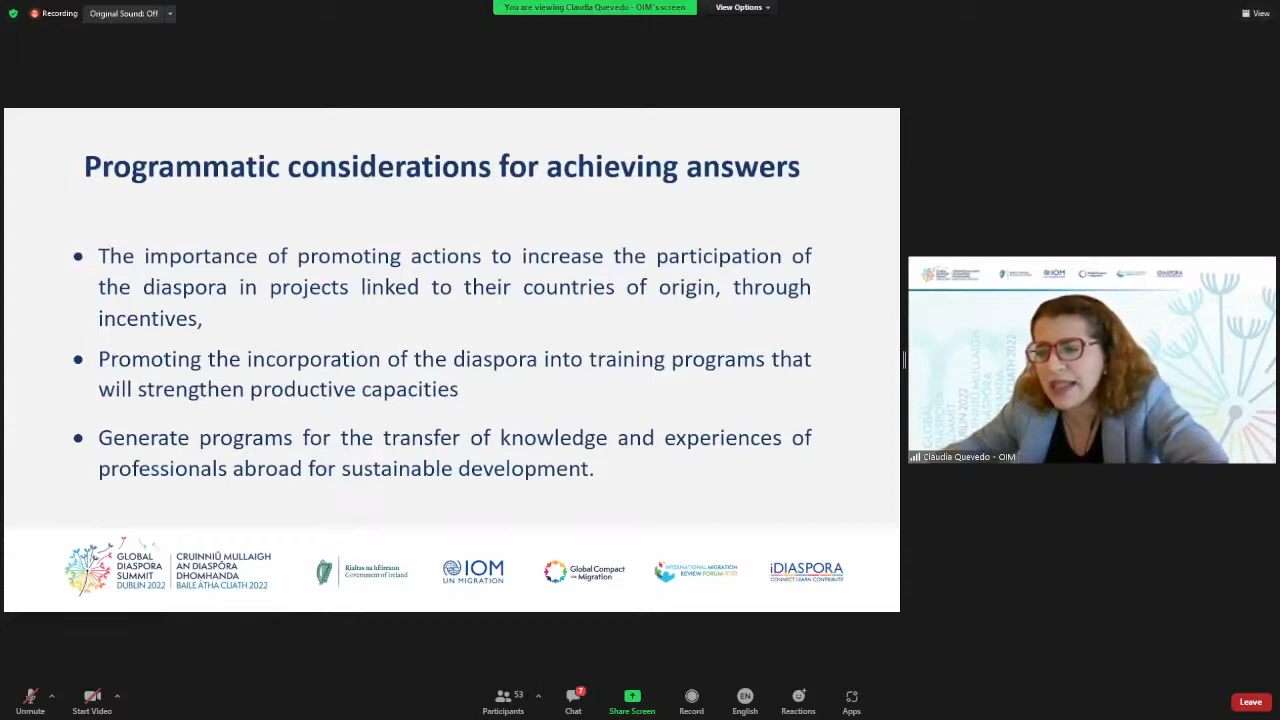 Recording
Original Sound: Off
You are viewing Claudia Quevedo - OIM's screen
View Options
View
Programmatic considerations for achieving answers
The importance of promoting actions to increase the participation of
the diaspora in projects linked to their countries of origin, through
incentives,
Promoting the incorporation of the diaspora into training programs that
will strengthen productive capacities
Generate programs for the transfer of knowledge and experiences of
professionals abroad for sustainable development.
GLOBAL
DIASPORA
SUMMIT
DUBLIN 2022
CRUINNIÚ MULLAIGH
AN DIASPÓRA
DHOMHANDA
BAILE ÁTHA CLIATH 2022
Rialtas na hÉireann
Government of Ireland
IOM
UN MIGRATION
Global Compact
for Migration
INTERNATIONAL MIGRATION
REVIEW FORUM 2022
iDIASPORA
CONNECT LEARN CONTRIBUTE
IOM
iDIASPORA
Claudia Quevedo - OIM
Unmute
Start Video
53
Participants
7
Chat
Share Screen
Record
EN
English
Reactions
Apps
Leave